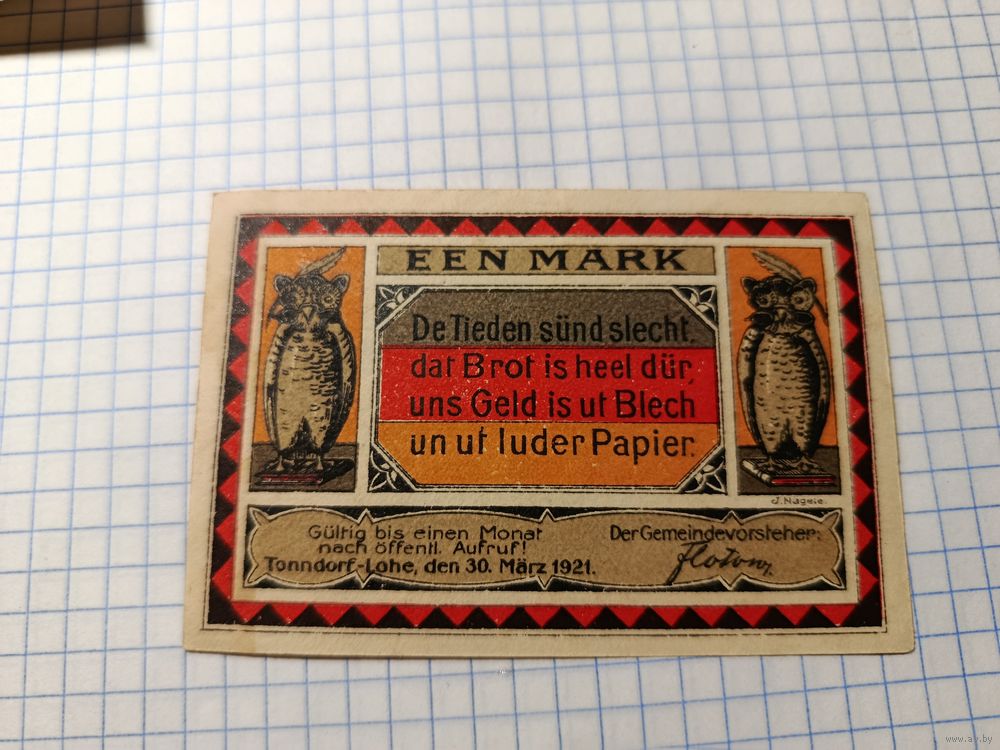 EEN MARK
De Tieden sünd slecht,
dat Brot is heel dür,
uns Geld is ut Blech
un ut luder Papier.
J. Nagele.
Gültig bis einen Monat
nach öffentl. Aufruf!
Tonndorf-Lohe, den 30. März 1921.
Der Gemeindevorsteher:
www.ay.by